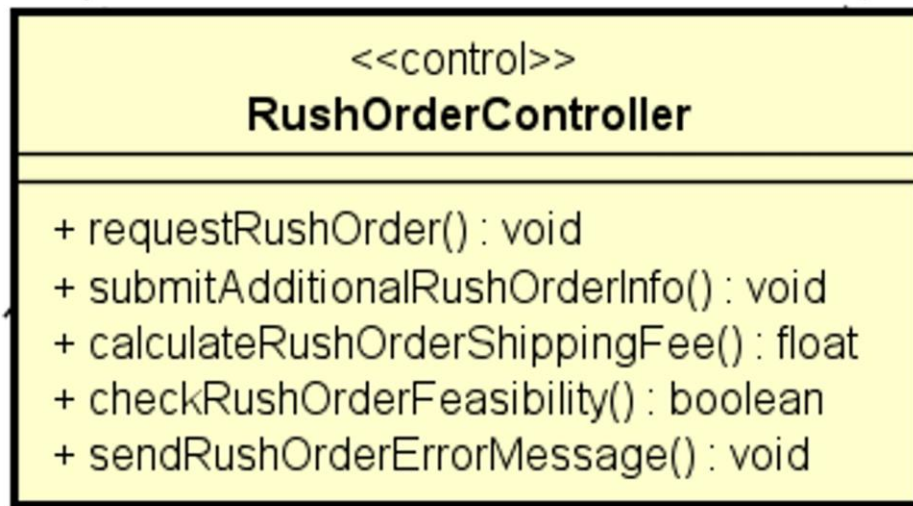 <<control>>
RushOrderController
+ requestRushOrder() : void
+ submitAdditionalRushOrderInfo() : void
+ calculateRushOrderShippingFee() : float
+ checkRushOrderFeasibility() : boolean
+ sendRushOrderErrorMessage() : void